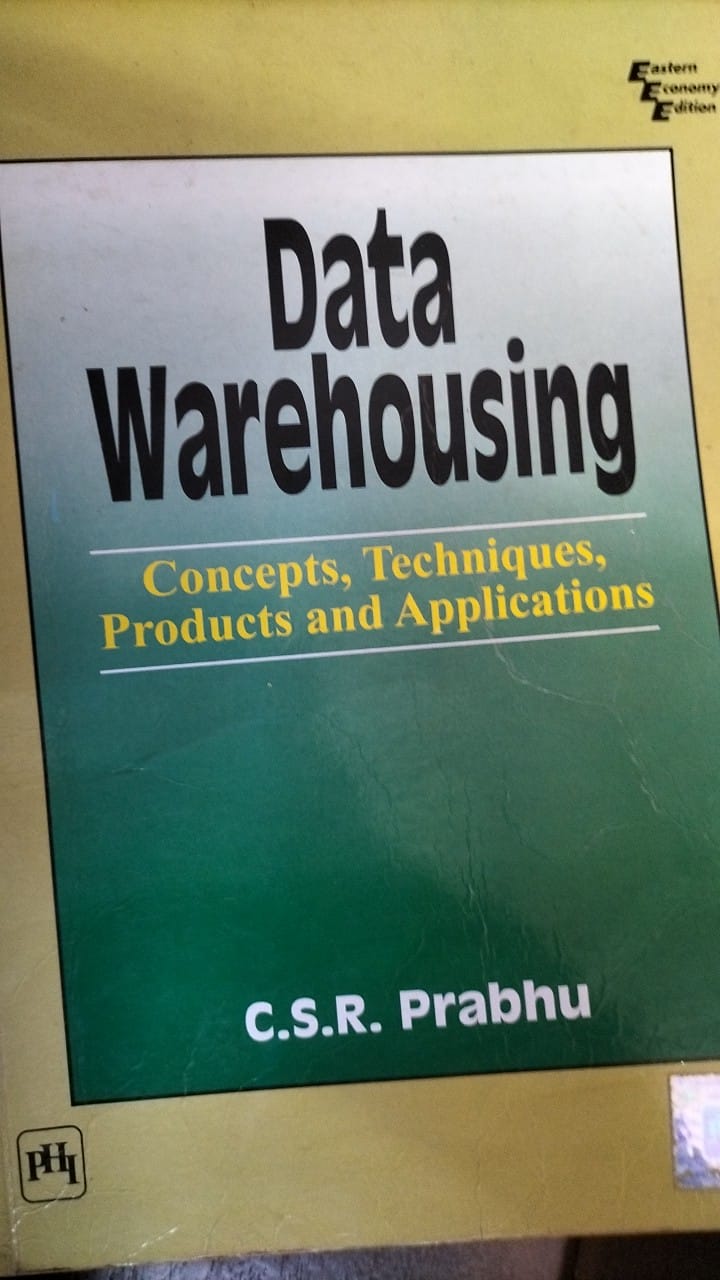 Eastern
Economy
Edition
Data
Warehousing
Concepts, Techniques,
Products and Applications
C.S.R. Prabhu
PHI